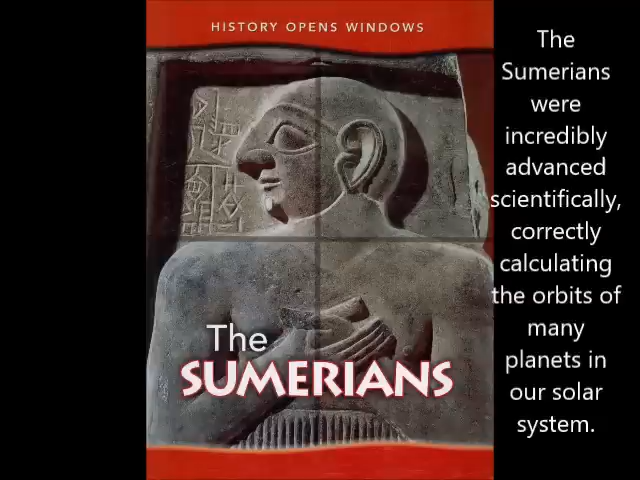 HISTORY OPENS WINDOWS
The
SUMERIANS
The
Sumerians
were
incredibly
advanced
scientifically,
correctly
calculating
the orbits of
many
planets in
our solar
system.